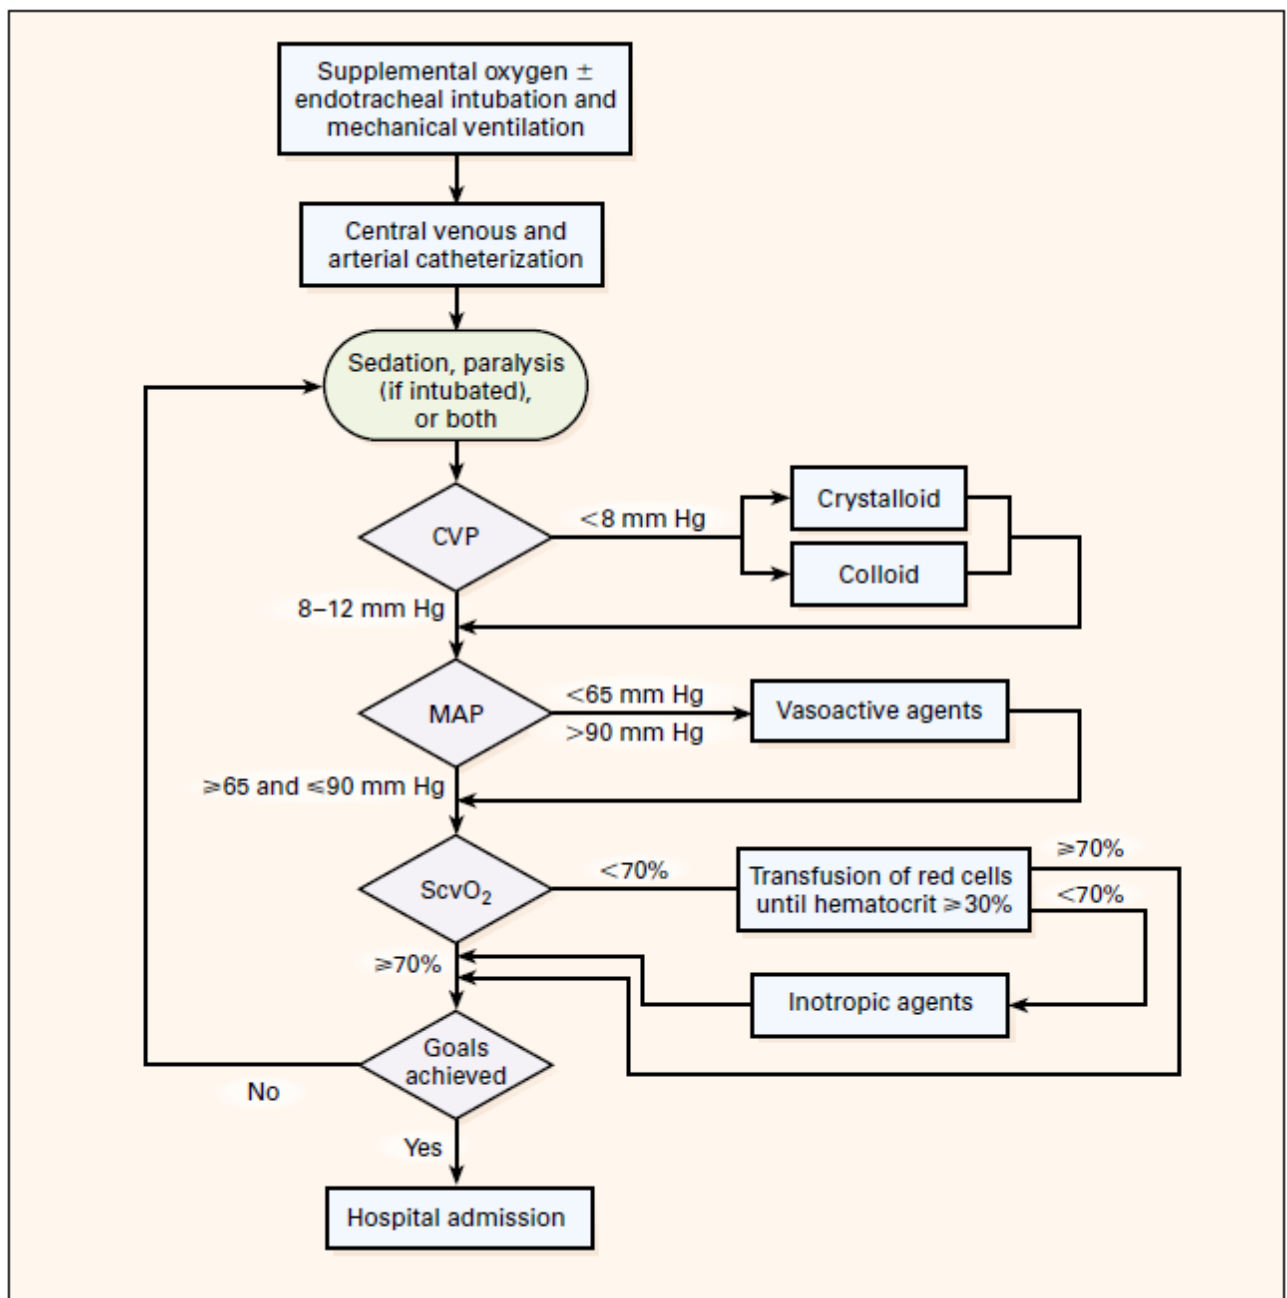 Supplemental oxygen ±
endotracheal intubation and
mechanical ventilation
Central venous and
arterial catheterization
Sedation, paralysis
(if intubated),
or both
CVP
<8 mm Hg
Crystalloid
Colloid
8–12 mm Hg
MAP
<65 mm Hg
>90 mm Hg
Vasoactive agents
⩾65 and ⩽90 mm Hg
ScvO₂
<70%
Transfusion of red cells
until hematocrit ⩾30%
⩾70%
<70%
⩾70%
Inotropic agents
Goals
achieved
No
Yes
Hospital admission